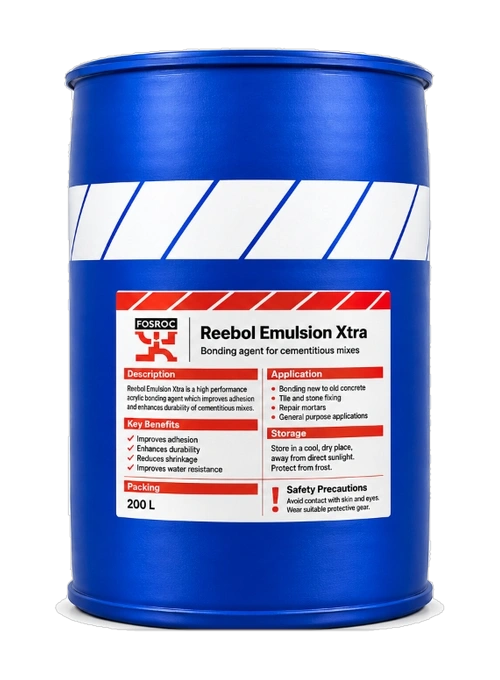 FOSROC
Reebol Emulsion Xtra
Bonding agent for cementitious mixes
Description
Reebol Emulsion Xtra is a high performance
acrylic bonding agent which improves adhesion
and enhances durability of cementitious mixes.
Key Benefits
✓ Improves adhesion
✓ Enhances durability
✓ Reduces shrinkage
✓ Improves water resistance
Packing
200 L
Application
• Bonding new to old concrete
• Tile and stone fixing
• Repair mortars
• General purpose applications
Storage
Store in a cool, dry place,
away from direct sunlight.
Protect from frost.
! Safety Precautions
Avoid contact with skin and eyes.
Wear suitable protective gear.